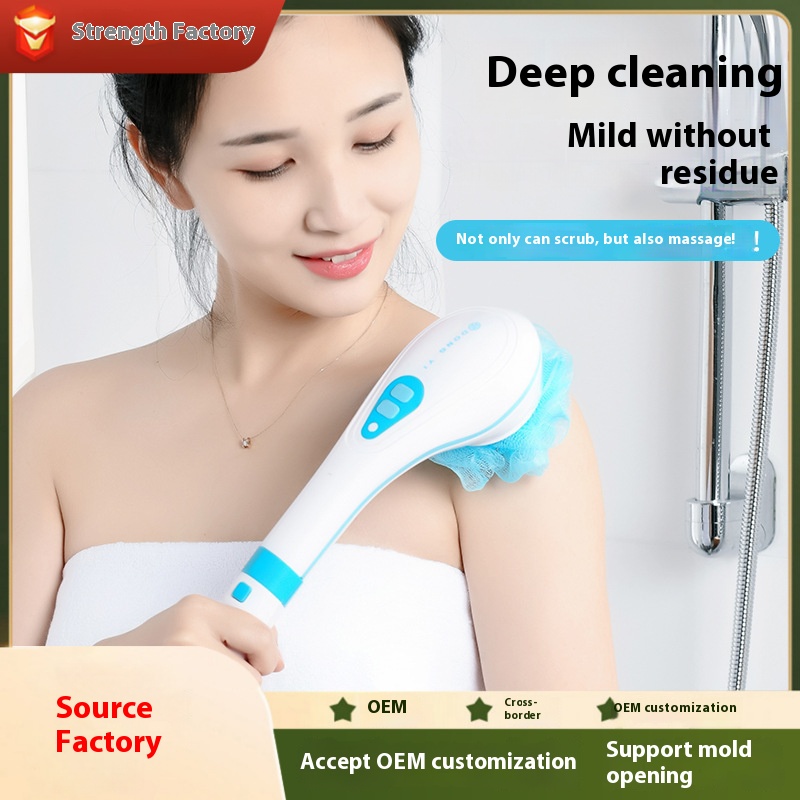 Strength Factory
Deep cleaning
Mild without
residue
Not only can scrub, but also massage! !
Source
Factory
OEM
Cross-
border
OEM customization
Accept OEM customization
Support mold
opening